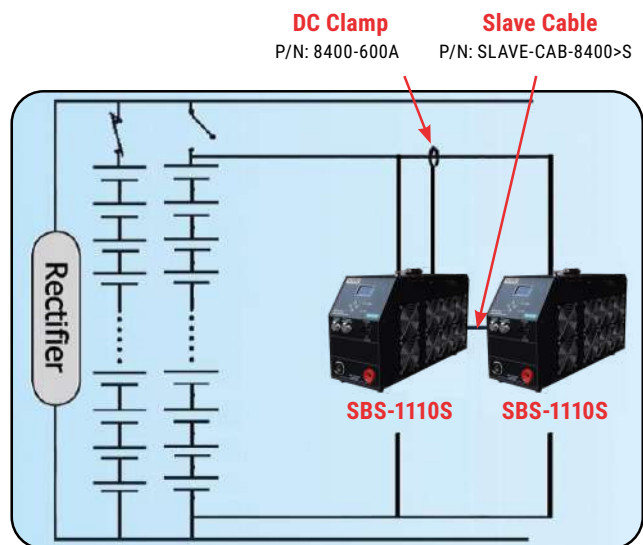 DC Clamp
P/N: 8400-600A
Slave Cable
P/N: SLAVE-CAB-8400>S
Rectifier
SBS-1110S
SBS-1110S